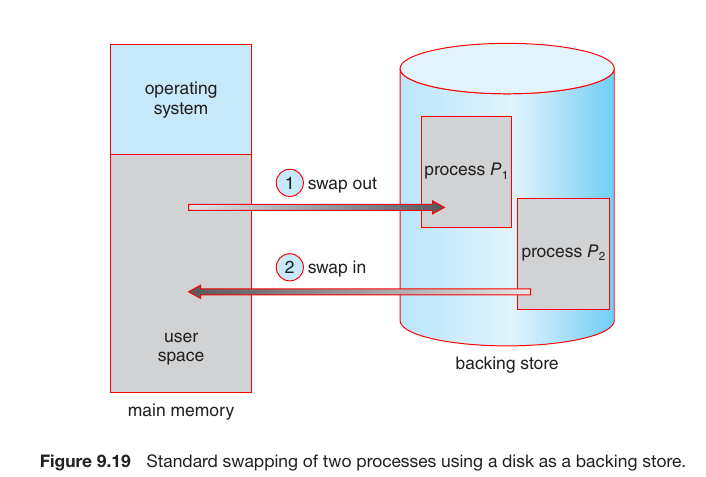 operating
system
1 swap out
process P1
2 swap in
process P2
user
space
backing store
main memory
Figure 9.19 Standard swapping of two processes using a disk as a backing store.